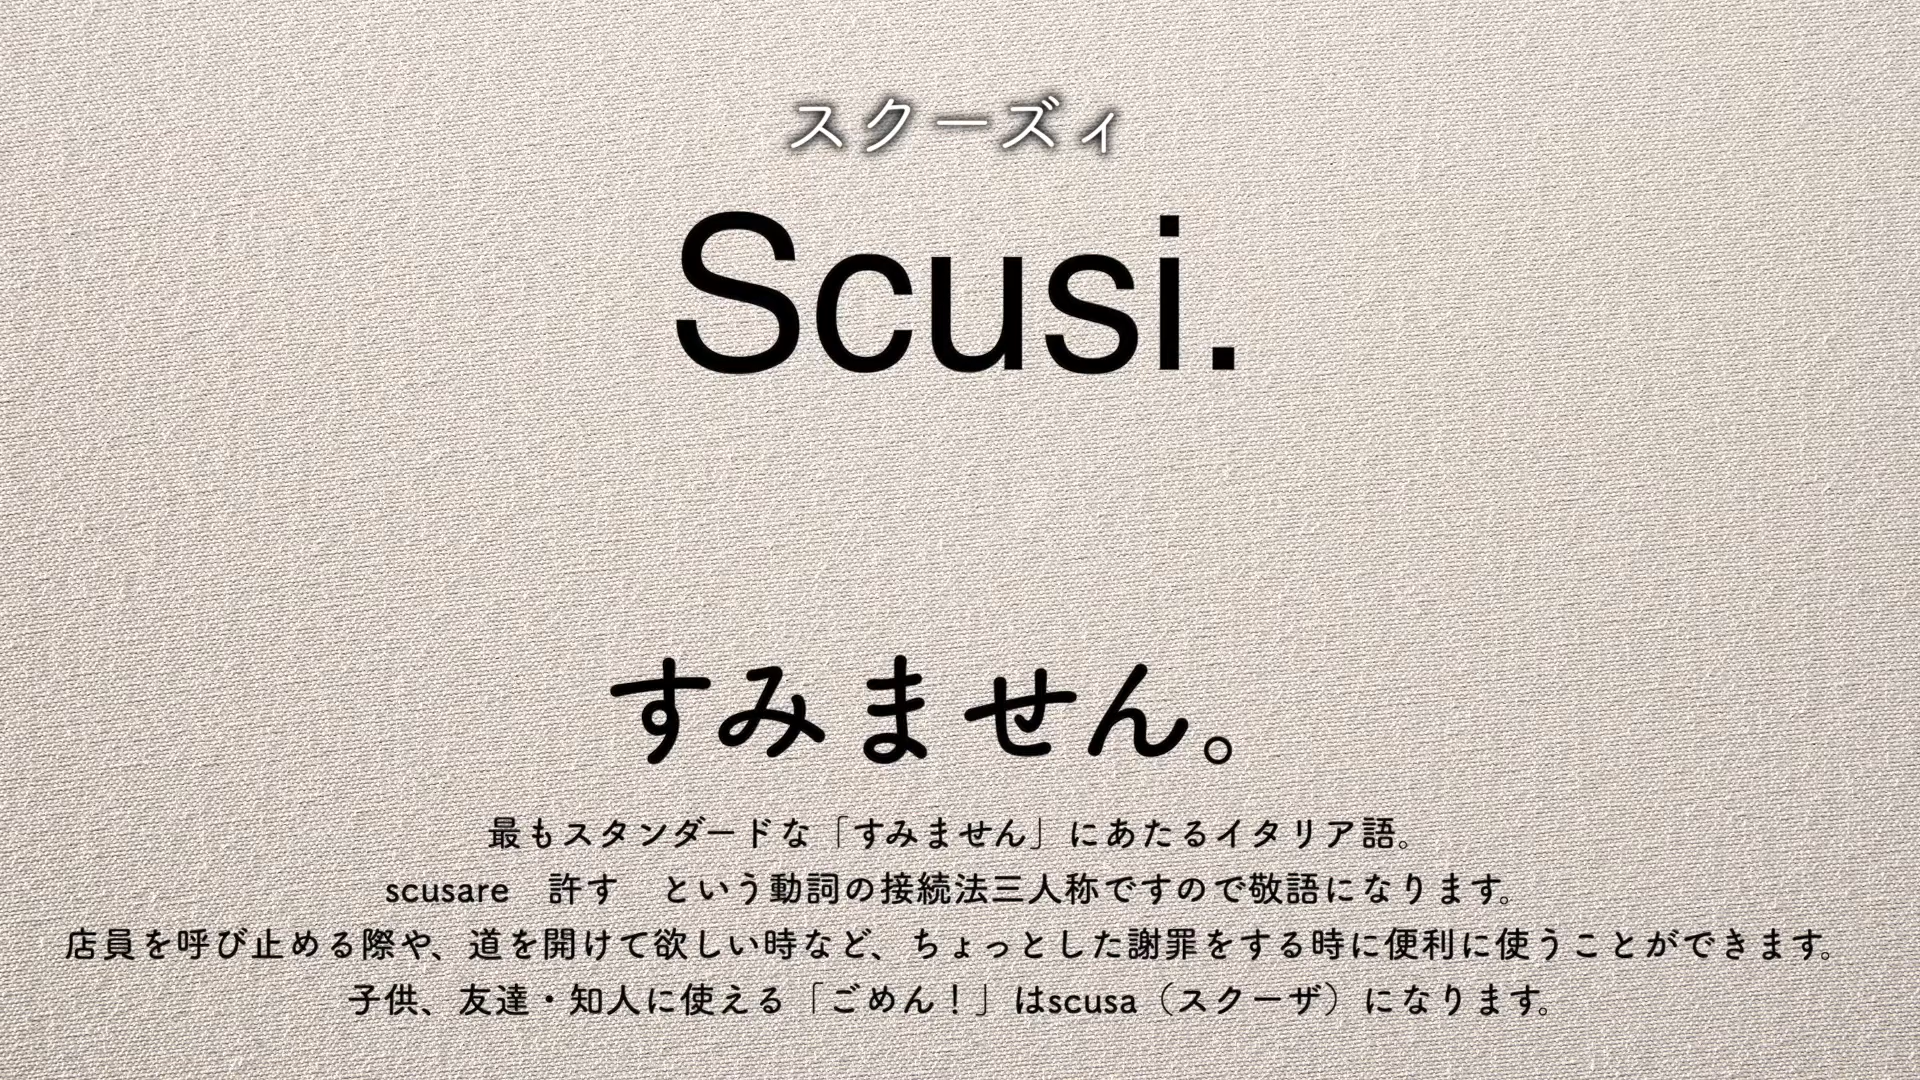 スクーズィ
Scusi.
すみません。
最もスタンダードな「すみません」にあたるイタリア語。
scusare　許す　という動詞の接続法三人称ですので敬語になります。
店員を呼び止める際や、道を開けて欲しい時など、ちょっとした謝罪をする時に便利に使うことができます。
子供、友達・知人に使える「ごめん！」はscusa（スクーザ）になります。